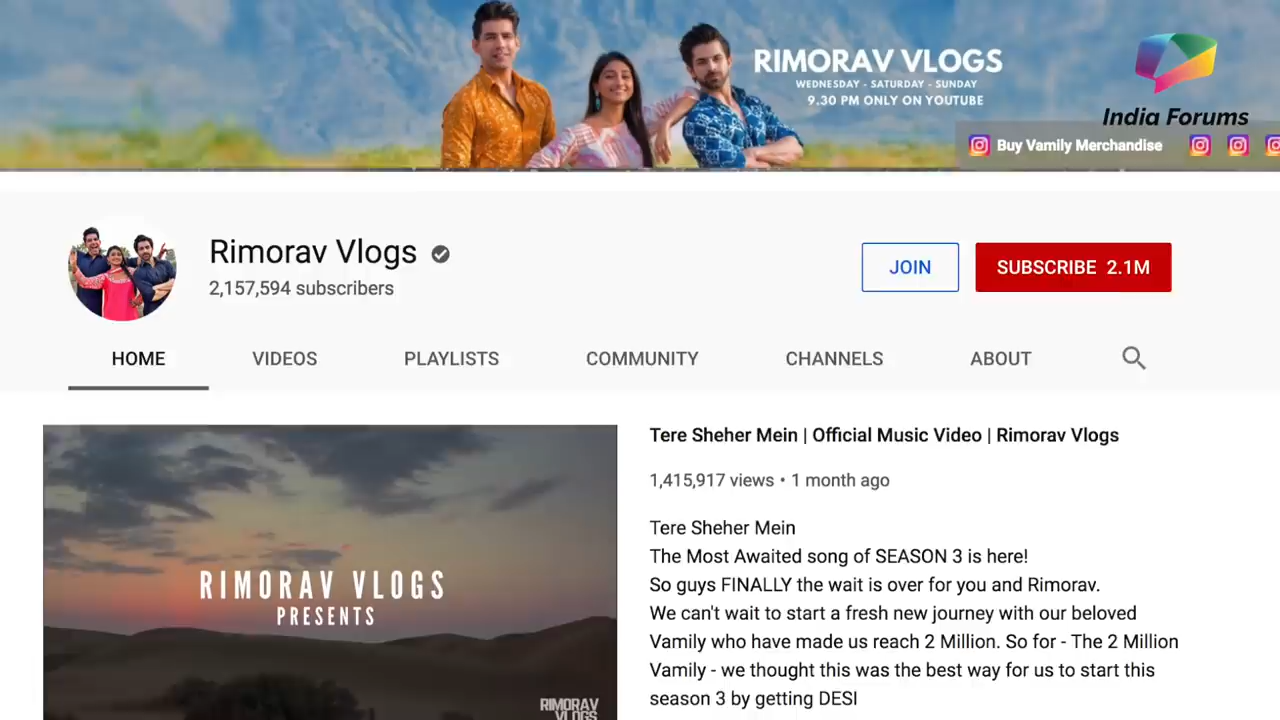 RIMORAV VLOGS
WEDNESDAY - SATURDAY - SUNDAY
9.30 PM ONLY ON YOUTUBE
India Forums
Buy Vamily Merchandise
Rimorav Vlogs
2,157,594 subscribers
JOIN
SUBSCRIBE 2.1M
HOME
VIDEOS
PLAYLISTS
COMMUNITY
CHANNELS
ABOUT
RIMORAV VLOGS
PRESENTS
RIMORAV
VLOGS
Tere Sheher Mein | Official Music Video | Rimorav Vlogs
1,415,917 views • 1 month ago
Tere Sheher Mein
The Most Awaited song of SEASON 3 is here!
So guys FINALLY the wait is over for you and Rimorav.
We can't wait to start a fresh new journey with our beloved
Vamily who have made us reach 2 Million. So for - The 2 Million
Vamily - we thought this was the best way for us to start this
season 3 by getting DESI